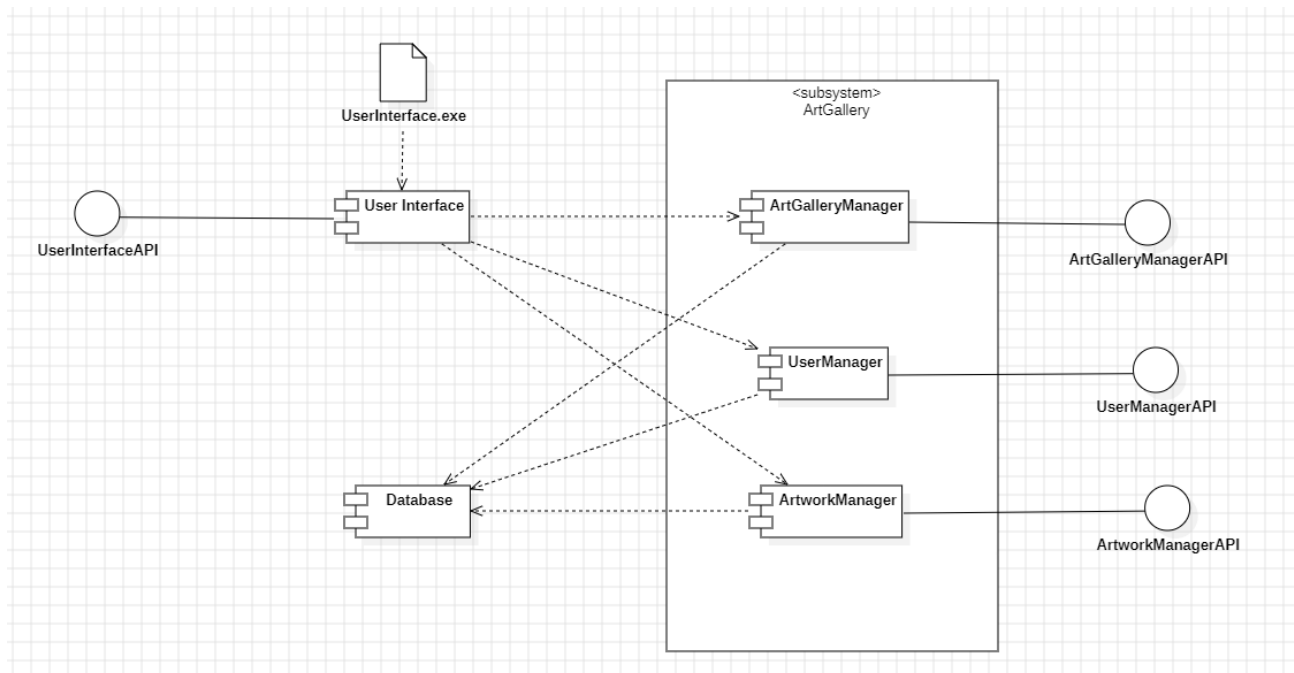 <subsystem>
ArtGallery
UserInterface.exe
User Interface
ArtGalleryManager
UserInterfaceAPI
ArtGalleryManagerAPI
UserManager
UserManagerAPI
Database
ArtworkManager
ArtworkManagerAPI